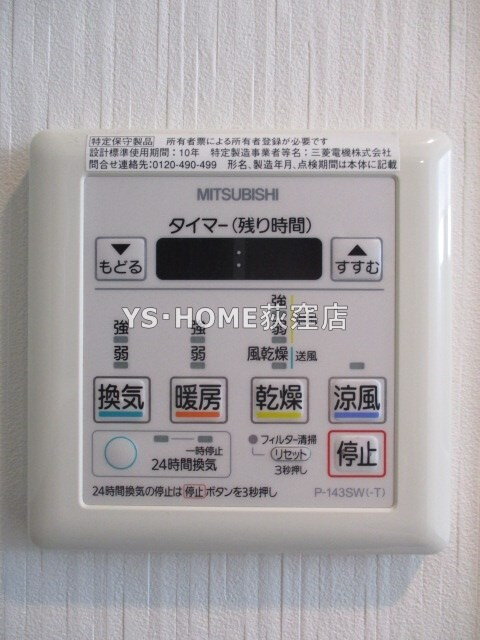 特定保守製品 所有者票による所有者登録が必要です
設計標準使用期間：10年 特定製造事業者等名：三菱電機株式会社
問合せ連絡先：0120-490-499 形名、製造年月、点検期間は本体に記載
MITSUBISHI
タイマー(残り時間)
▼ もどる
▲ すすむ
YS･HOME荻窪店
強
弱
強
弱
強
弱
風乾燥
送風
換気
暖房
乾燥
涼風
一時停止
24時間換気
フィルター清掃
リセット
3秒押し
停止
24時間換気の停止は 停止 ボタンを3秒押し
P-143SW(-T)